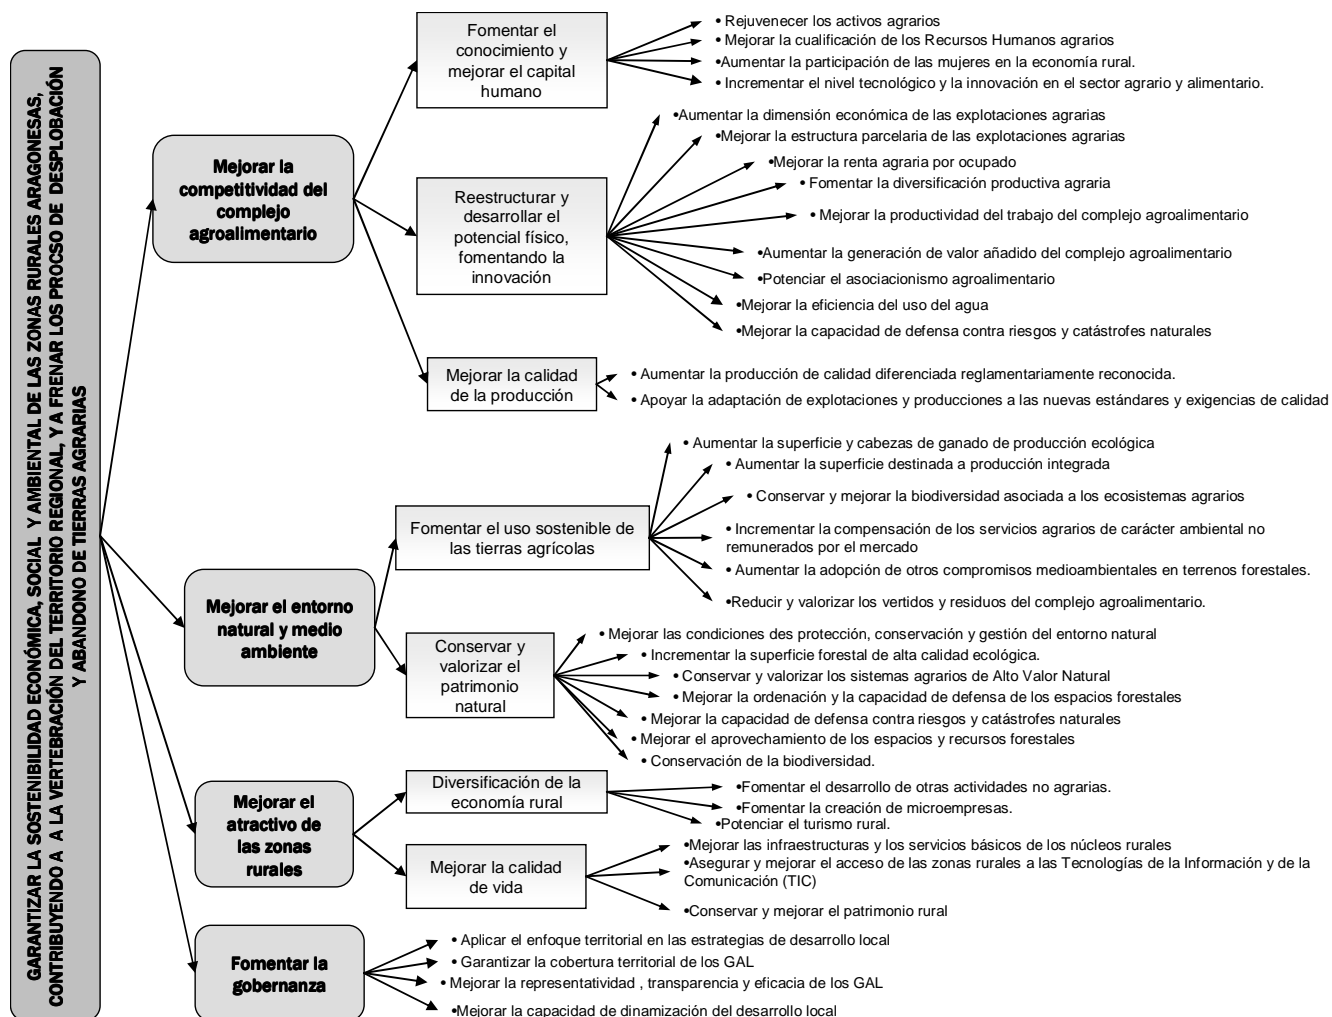 GARANTIZAR LA SOSTENIBILIDAD ECONÓMICA, SOCIAL Y AMBIENTAL DE LAS ZONAS RURALES ARAGONESAS,
CONTRIBUYENDO A A LA VERTEBRACIÓN DEL TERRITORIO REGIONAL, Y A FRENAR LOS PROCSO DE DESPLOBACIÓN
Y ABANDONO DE TIERRAS AGRARIAS
Mejorar la
competitividad del
complejo
agroalimentario
Fomentar el
conocimiento y
mejorar el capital
humano
• Rejuvenecer los activos agrarios
• Mejorar la cualificación de los Recursos Humanos agrarios
•Aumentar la participación de las mujeres en la economía rural.
• Incrementar el nivel tecnológico y la innovación en el sector agrario y alimentario.
Reestructurar y
desarrollar el
potencial físico,
fomentando la
innovación
•Aumentar la dimensión económica de las explotaciones agrarias
•Mejorar la estructura parcelaria de las explotaciones agrarias
•Mejorar la renta agraria por ocupado
• Fomentar la diversificación productiva agraria
• Mejorar la productividad del trabajo del complejo agroalimentario
•Aumentar la generación de valor añadido del complejo agroalimentario
•Potenciar el asociacionismo agroalimentario
•Mejorar la eficiencia del uso del agua
•Mejorar la capacidad de defensa contra riesgos y catástrofes naturales
Mejorar la calidad
de la producción
• Aumentar la producción de calidad diferenciada reglamentariamente reconocida.
• Apoyar la adaptación de explotaciones y producciones a las nuevas estándares y exigencias de calidad
Mejorar el entorno
natural y medio
ambiente
Fomentar el uso sostenible de
las tierras agrícolas
• Aumentar la superficie y cabezas de ganado de producción ecológica
• Aumentar la superficie destinada a producción integrada
• Conservar y mejorar la biodiversidad asociada a los ecosistemas agrarios
• Incrementar la compensación de los servicios agrarios de carácter ambiental no
remunerados por el mercado
• Aumentar la adopción de otros compromisos medioambientales en terrenos forestales.
•Reducir y valorizar los vertidos y residuos del complejo agroalimentario.
Conservar y
valorizar el
patrimonio
natural
• Mejorar las condiciones des protección, conservación y gestión del entorno natural
• Incrementar la superficie forestal de alta calidad ecológica.
• Conservar y valorizar los sistemas agrarios de Alto Valor Natural
• Mejorar la ordenación y la capacidad de defensa de los espacios forestales
• Mejorar la capacidad de defensa contra riesgos y catástrofes naturales
• Mejorar el aprovechamiento de los espacios y recursos forestales
• Conservación de la biodiversidad.
Mejorar el
atractivo de
las zonas
rurales
Diversificación de la
economía rural
•Fomentar el desarrollo de otras actividades no agrarias.
•Fomentar la creación de microempresas.
•Potenciar el turismo rural.
Mejorar la calidad
de vida
•Mejorar las infraestructuras y los servicios básicos de los núcleos rurales
•Asegurar y mejorar el acceso de las zonas rurales a las Tecnologías de la Información y de la
Comunicación (TIC)
•Conservar y mejorar el patrimonio rural
Fomentar la
gobernanza
• Aplicar el enfoque territorial en las estrategias de desarrollo local
• Garantizar la cobertura territorial de los GAL
• Mejorar la representatividad , transparencia y eficacia de los GAL
•Mejorar la capacidad de dinamización del desarrollo local